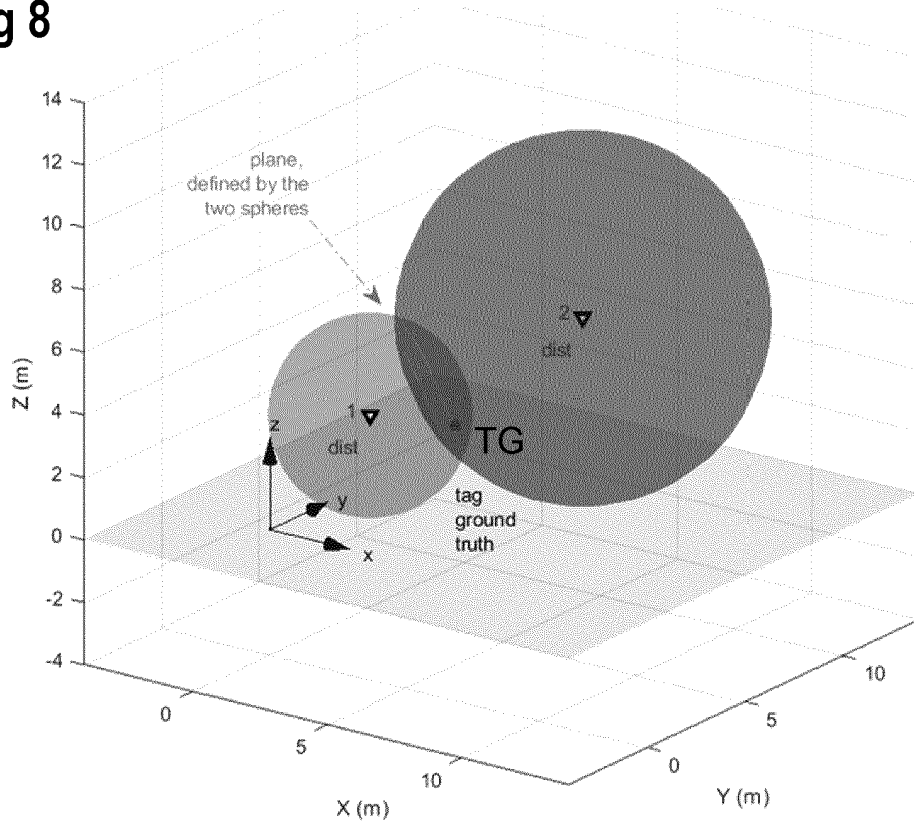 g 8
14
12
10
8
6
4
2
0
-2
-4
Z (m)
plane,
defined by the
two spheres
2
dist
1
dist
z
y
x
TG
tag
ground
truth
0
5
10
X (m)
0
5
10
Y (m)